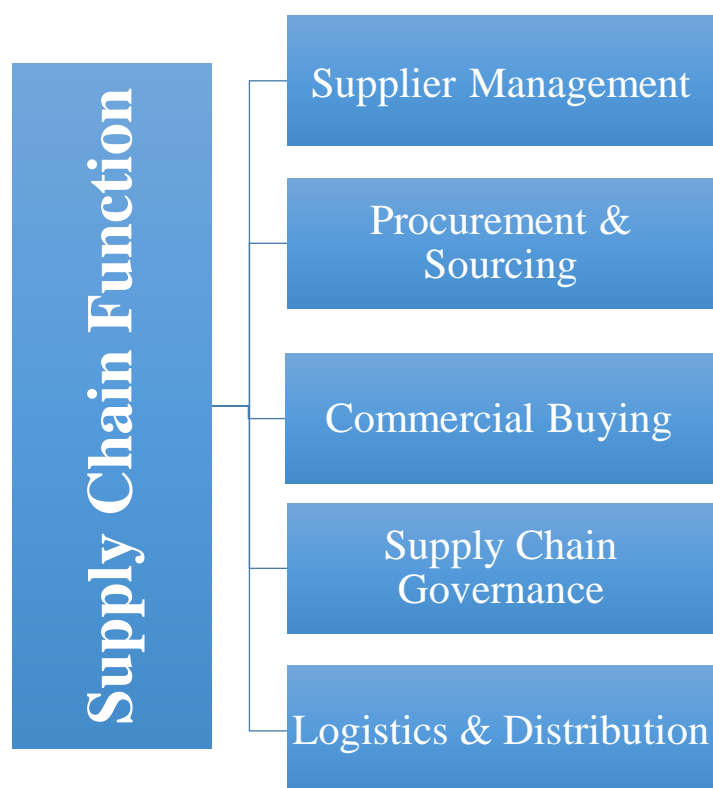 Supply Chain Function
Supplier Management
Procurement &
Sourcing
Commercial Buying
Supply Chain
Governance
Logistics & Distribution